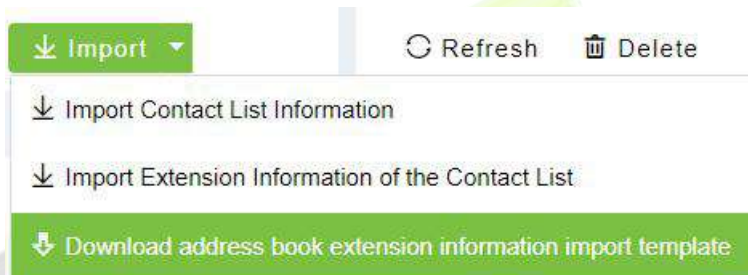 Import Refresh Delete
Import Contact List Information
Import Extension Information of the Contact List
Download address book extension information import template